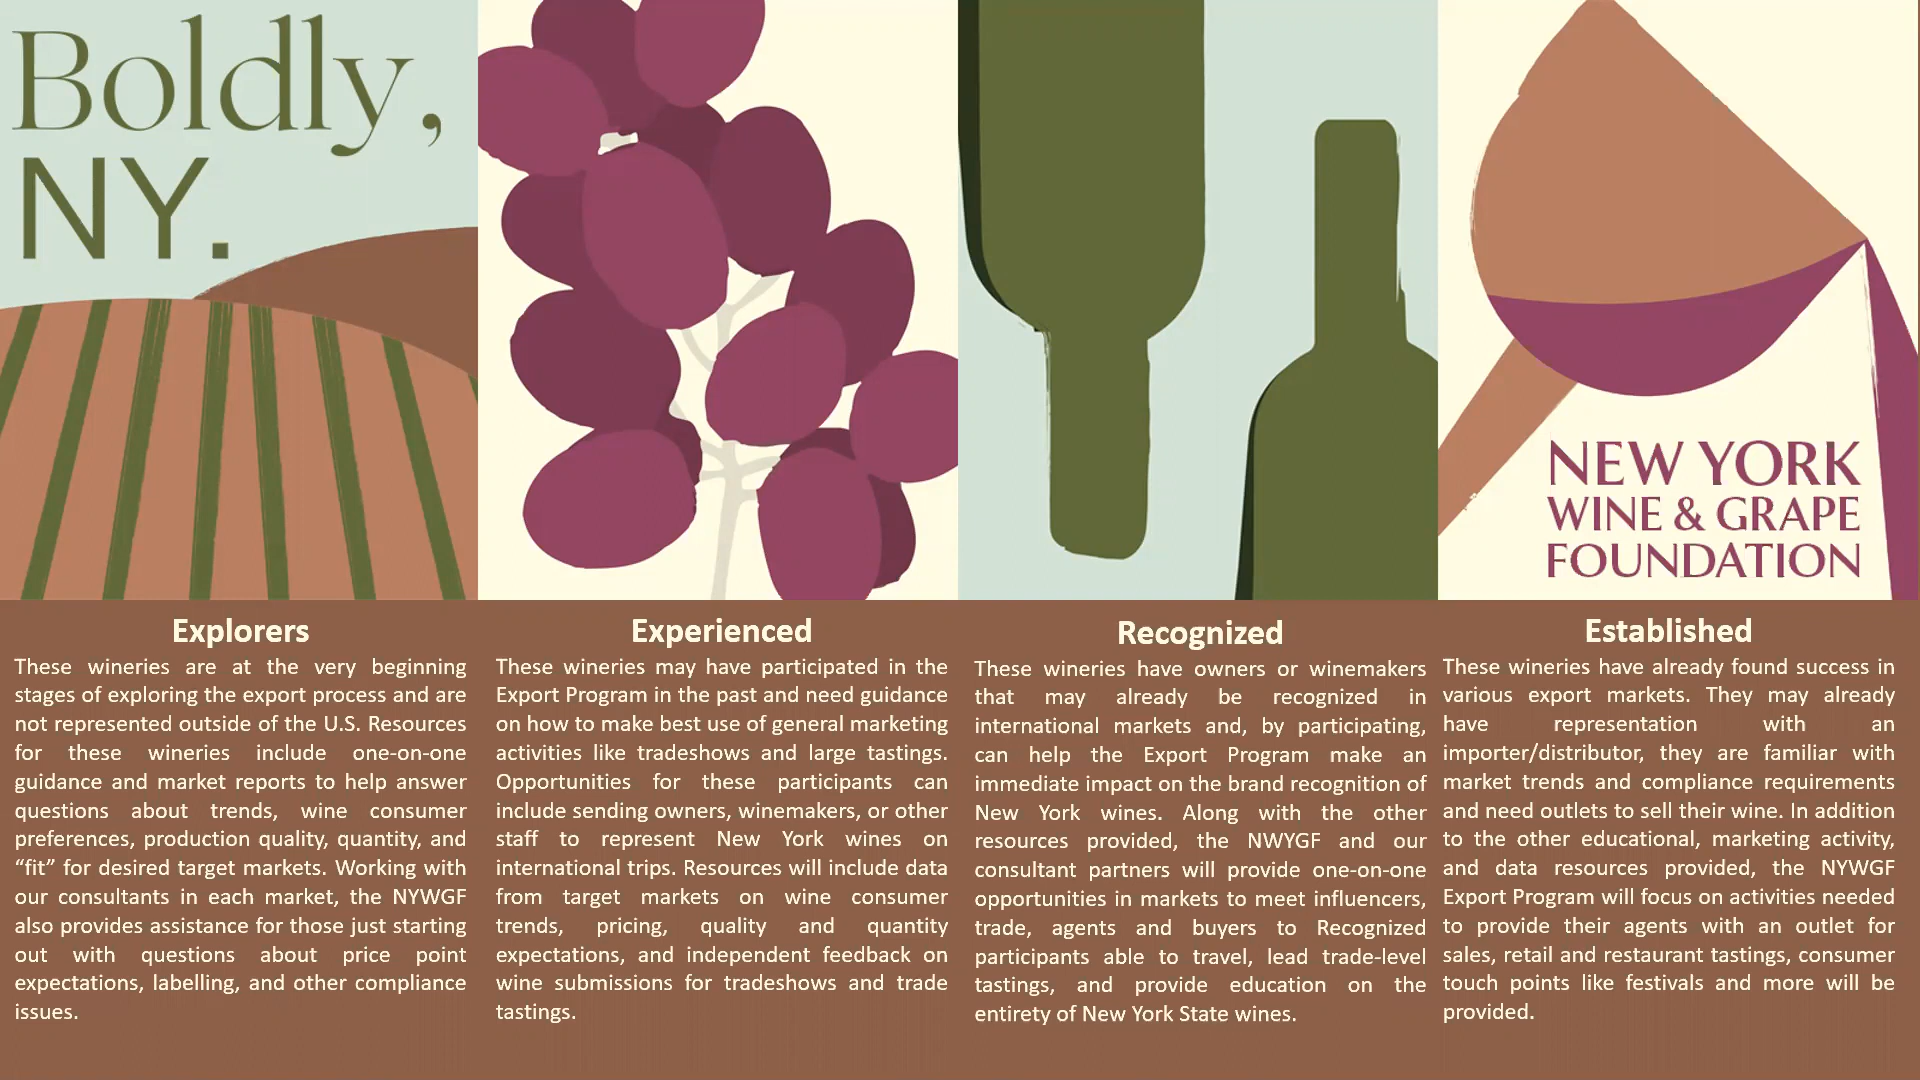 Boldly,
NY.
NEW YORK
WINE & GRAPE
FOUNDATION
Explorers
These wineries are at the very beginning
stages of exploring the export process and are
not represented outside of the U.S. Resources
for these wineries include one-on-one
guidance and market reports to help answer
questions about trends, wine consumer
preferences, production quality, quantity, and
“fit” for desired target markets. Working with
our consultants in each market, the NYWGF
also provides assistance for those just starting
out with questions about price point
expectations, labelling, and other compliance
issues.
Experienced
These wineries may have participated in the
Export Program in the past and need guidance
on how to make best use of general marketing
activities like tradeshows and large tastings.
Opportunities for these participants can
include sending owners, winemakers, or other
staff to represent New York wines on
international trips. Resources will include data
from target markets on wine consumer
trends, pricing, quality and quantity
expectations, and independent feedback on
wine submissions for tradeshows and trade
tastings.
Recognized
These wineries have owners or winemakers
that may already be recognized in
international markets and, by participating,
can help the Export Program make an
immediate impact on the brand recognition of
New York wines. Along with the other
resources provided, the NWYGF and our
consultant partners will provide one-on-one
opportunities in markets to meet influencers,
trade, agents and buyers to Recognized
participants able to travel, lead trade-level
tastings, and provide education on the
entirety of New York State wines.
Established
These wineries have already found success in
various export markets. They may already
have representation with an
importer/distributor, they are familiar with
market trends and compliance requirements
and need outlets to sell their wine. In addition
to the other educational, marketing activity,
and data resources provided, the NYWGF
Export Program will focus on activities needed
to provide their agents with an outlet for
sales, retail and restaurant tastings, consumer
touch points like festivals and more will be
provided.